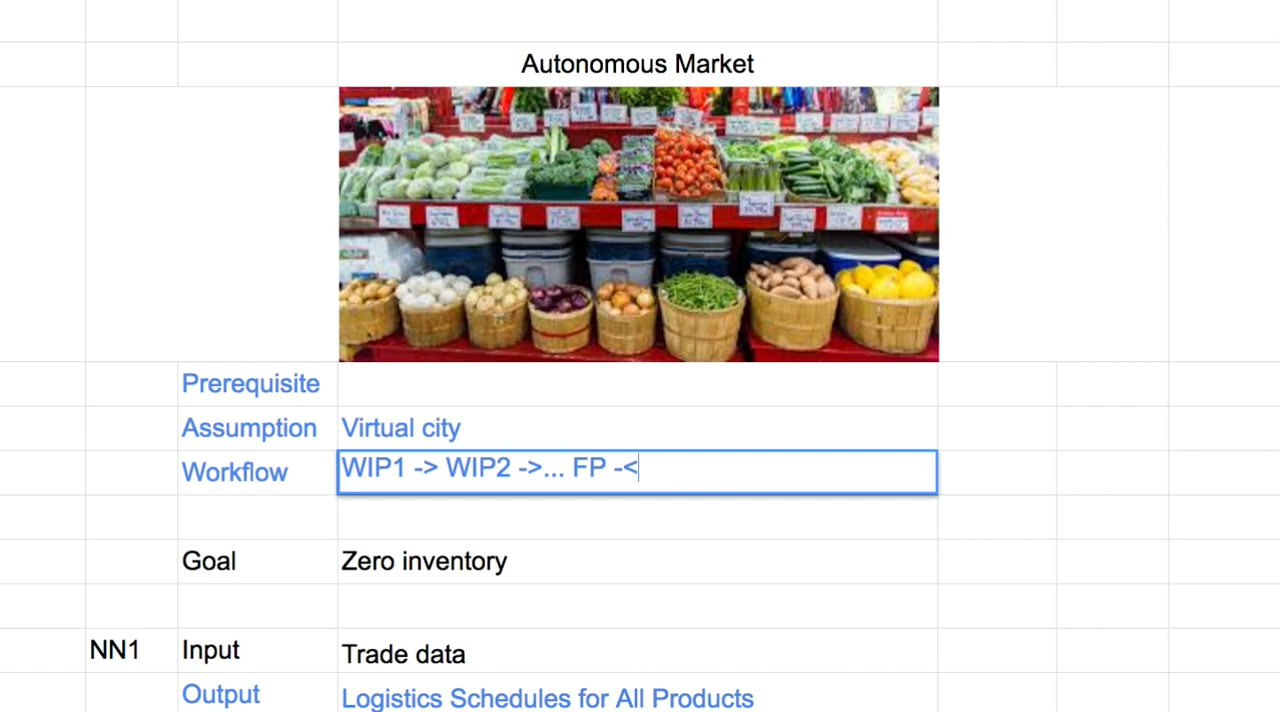 Autonomous Market
Prerequisite
Assumption Virtual city
Workflow WIP1 -> WIP2 ->... FP -<
Goal Zero inventory
NN1 Input Trade data
Output Logistics Schedules for All Products